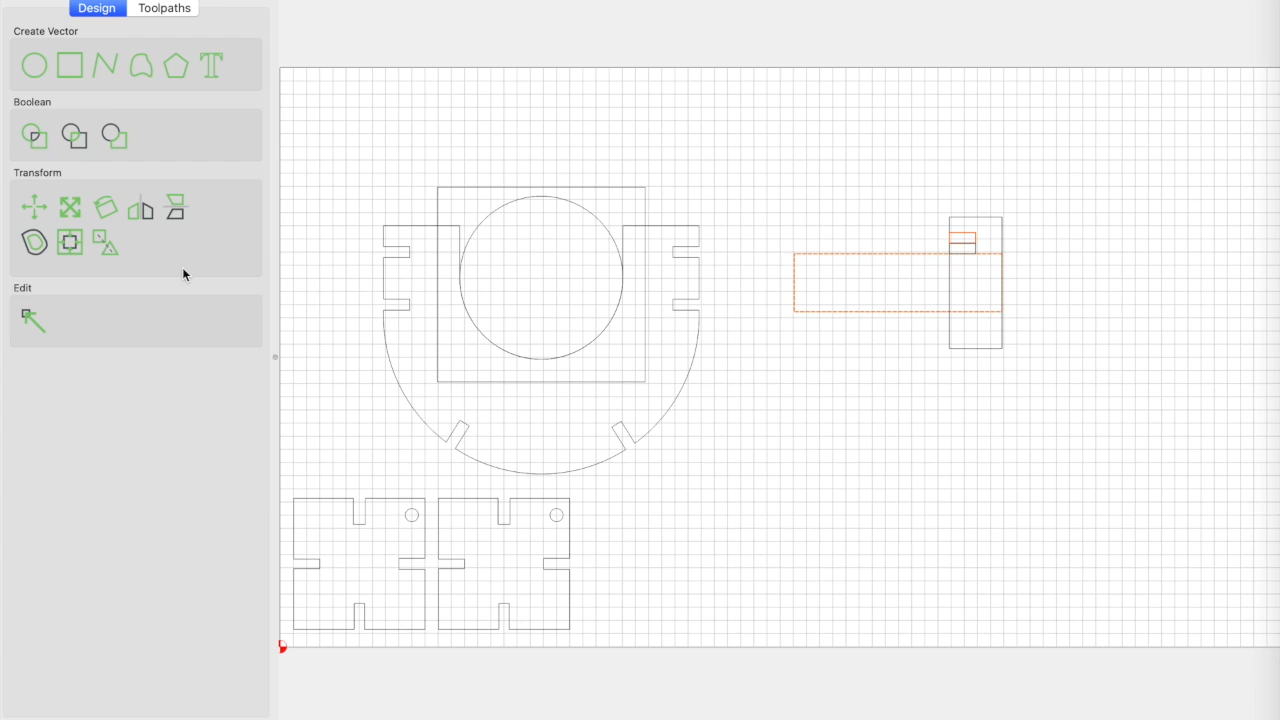 Design Toolpaths
Create Vector
Boolean
Transform
Edit